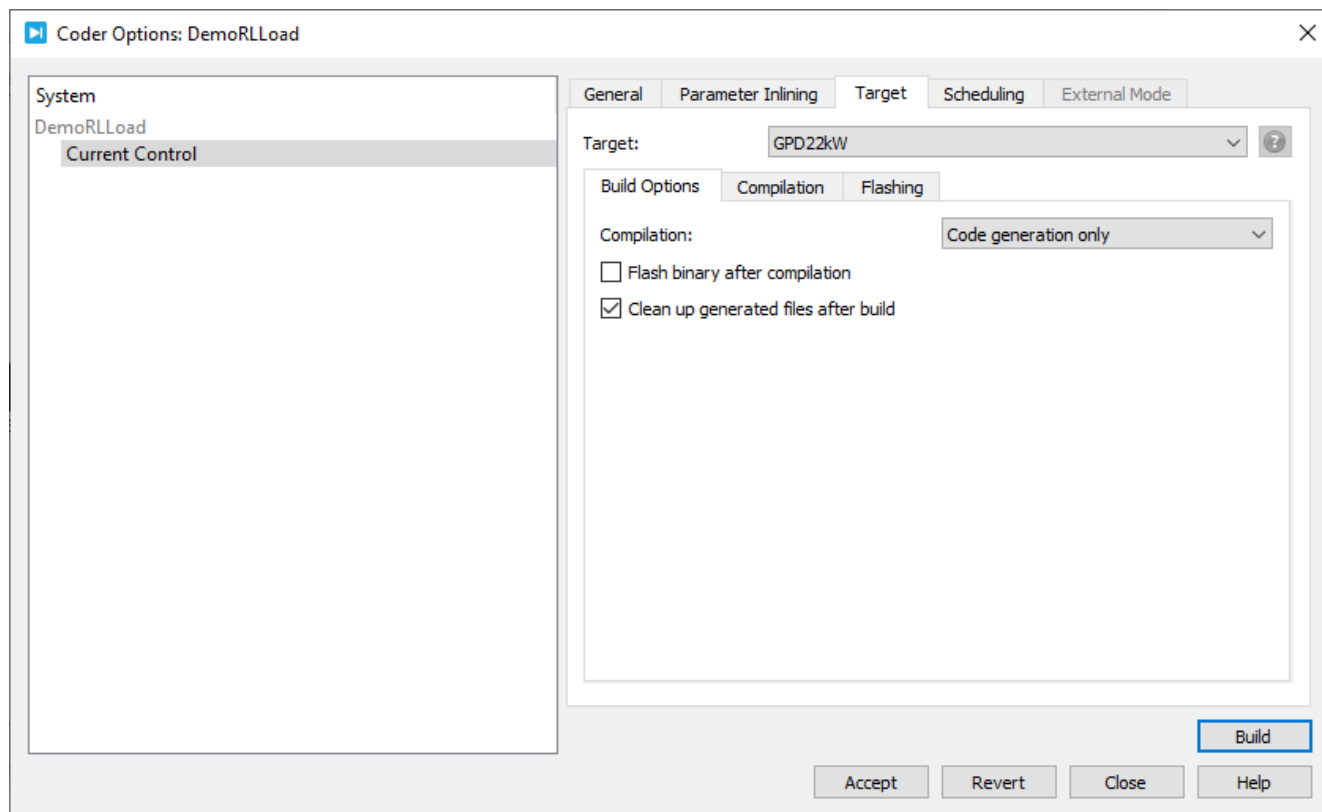 Coder Options: DemoRLLoad
System
DemoRLLoad
Current Control
General Parameter Inlining Target Scheduling External Mode
Target: GPD22kW
Build Options Compilation Flashing
Compilation: Code generation only
Flash binary after compilation
Clean up generated files after build
Build
Accept Revert Close Help